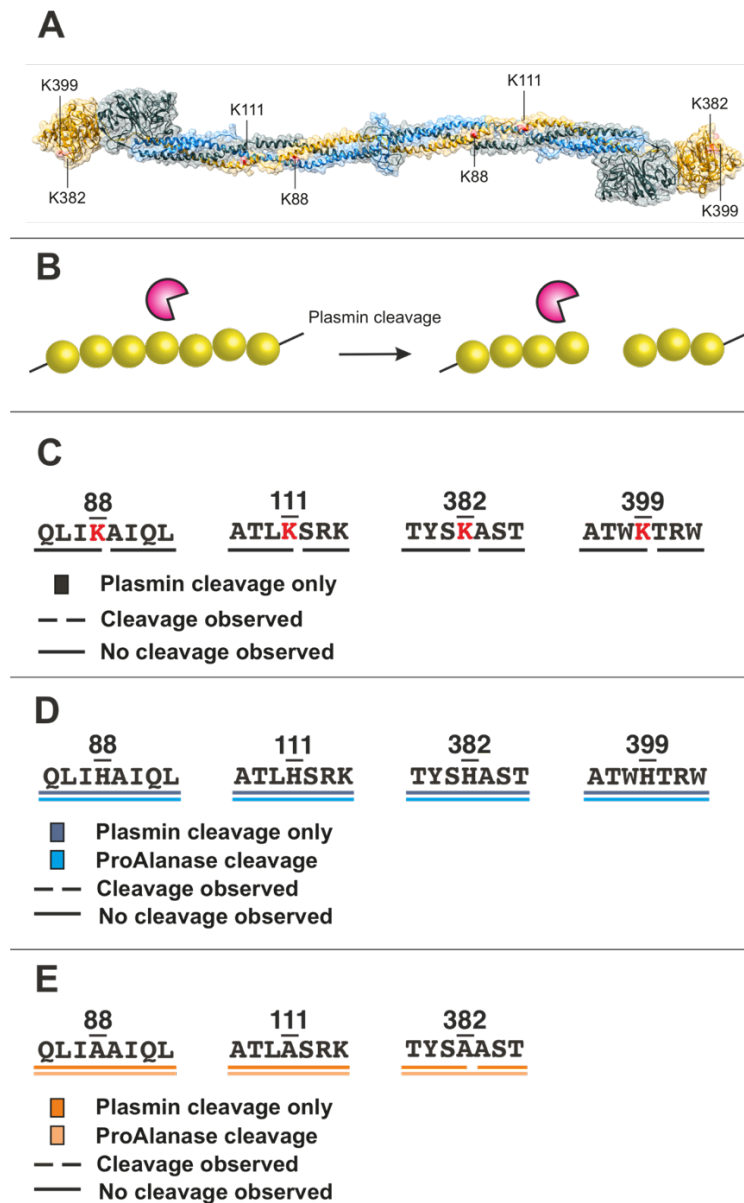 A
K399
K111
K111
K382
K382
K88
K88
K399
B
Plasmin cleavage
C
88 111 382 399
QLIKAIQL ATLKSRK TYSKAST ATWKTRW
Plasmin cleavage only
Cleavage observed
No cleavage observed
D
88 111 382 399
QLIHAIQL ATLHSRK TYSHAST ATWHTRW
Plasmin cleavage only
ProAlanase cleavage
Cleavage observed
No cleavage observed
E
88 111 382
QLIAAIQL ATLASRK TYSAAST
Plasmin cleavage only
ProAlanase cleavage
Cleavage observed
No cleavage observed